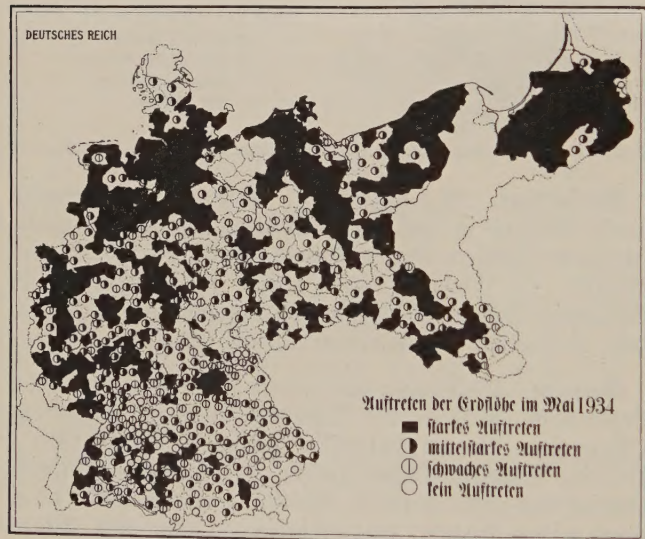 DEUTSCHES REICH
Auftreten der Erdflöhe im Mai 1934
starkes Auftreten
mittelstarkes Auftreten
schwaches Auftreten
kein Auftreten